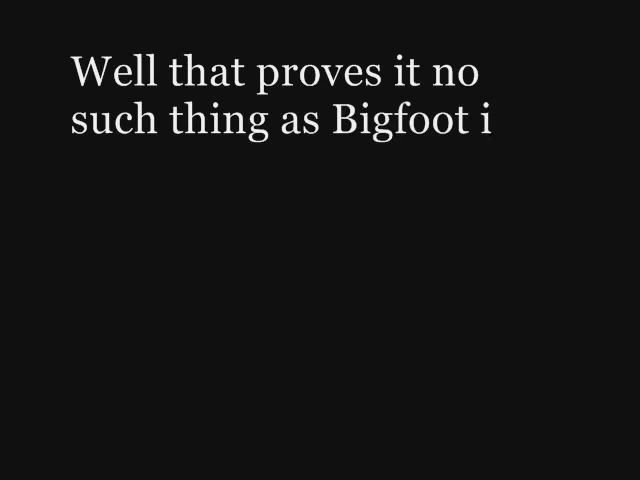 Well that proves it no
such thing as Bigfoot i